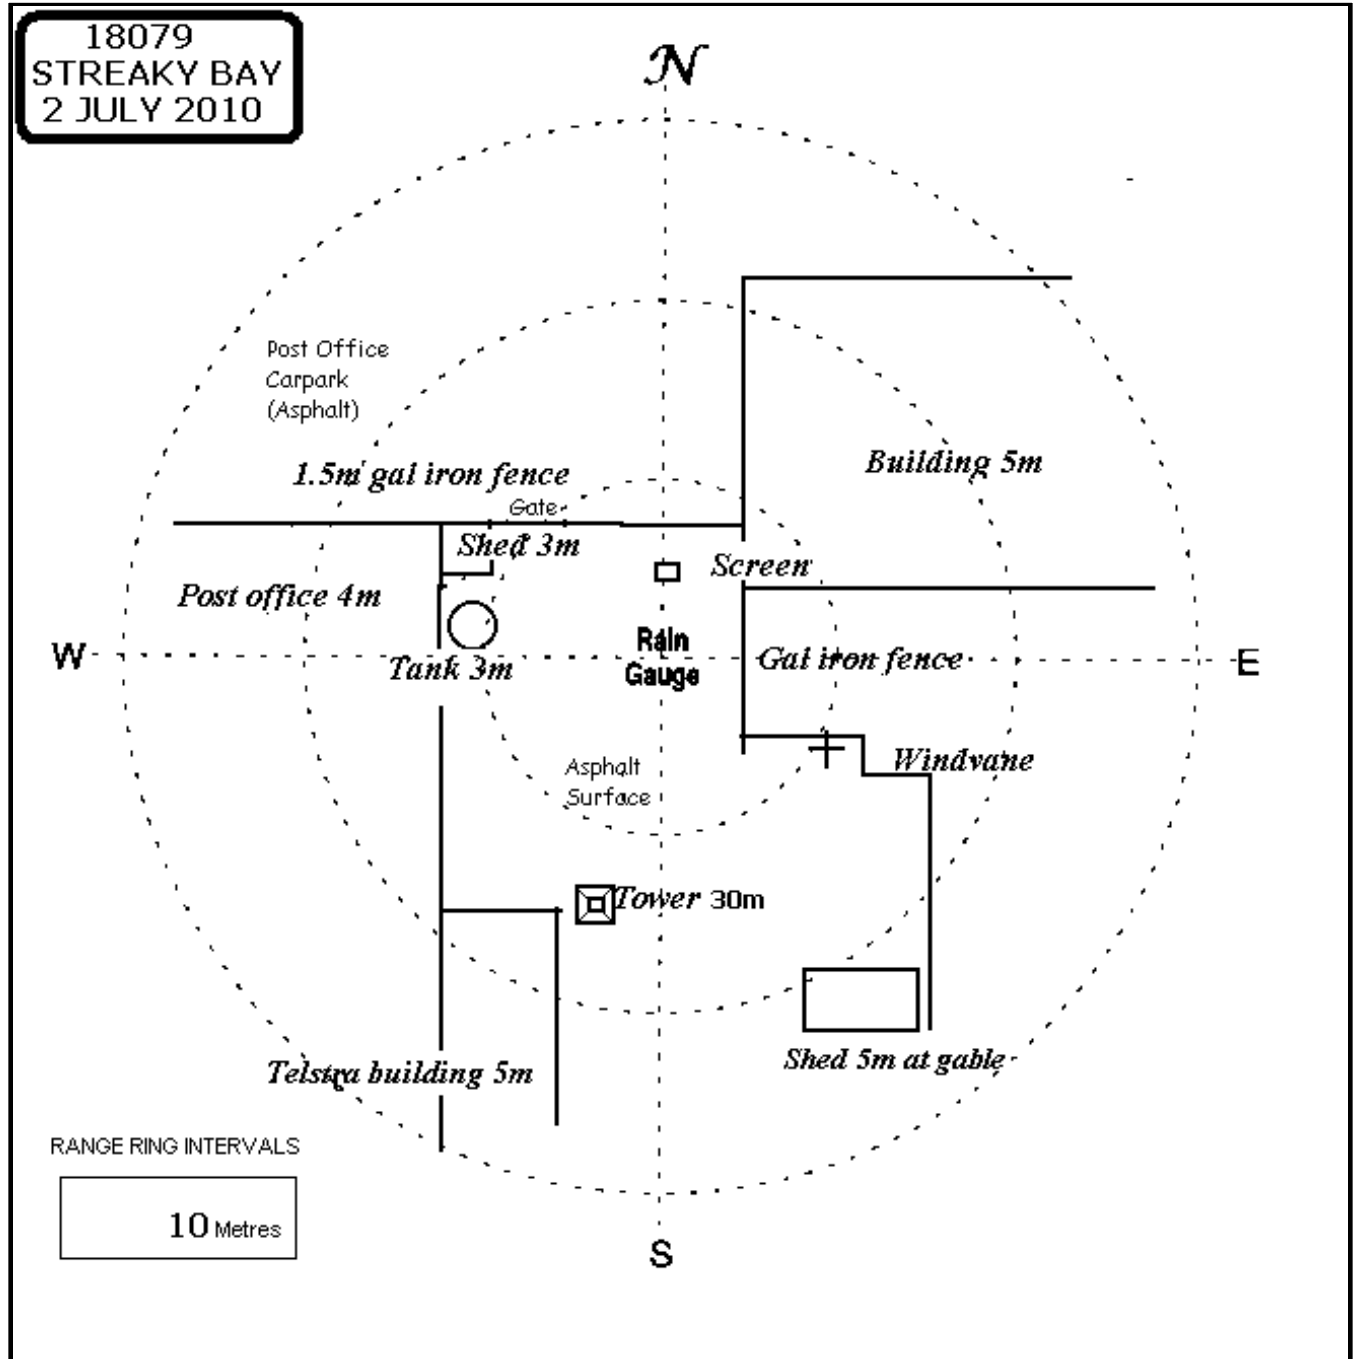 18079
STREAKY BAY
2 JULY 2010
N
Post Office
Carpark
(Asphalt)
1.5m gal iron fence
Building 5m
Gate
Shed 3m
Screen
Post office 4m
W
Rain
Gauge
Tank 3m
Gal iron fence
E
Windvane
Asphalt
Surface
Tower 30m
Shed 5m at gable
Telstra building 5m
RANGE RING INTERVALS
10 Metres
S